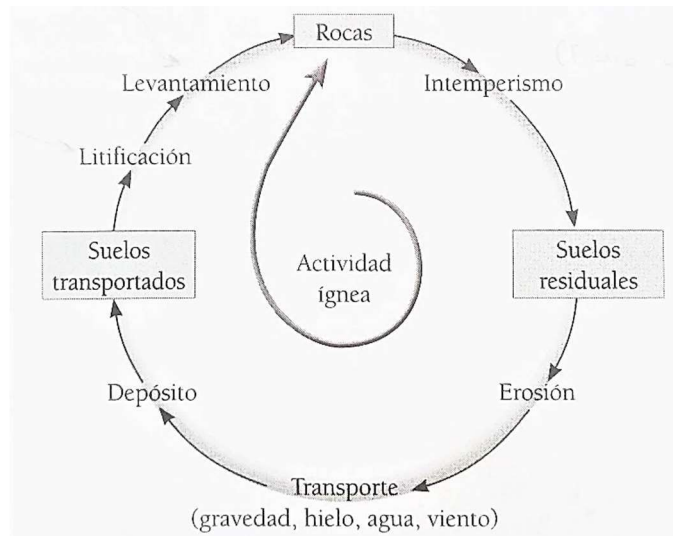 Rocas
Levantamiento
Intemperismo
Litificación
Suelos
transportados
Actividad
ígnea
Suelos
residuales
Depósito
Erosión
Transporte
(gravedad, hielo, agua, viento)